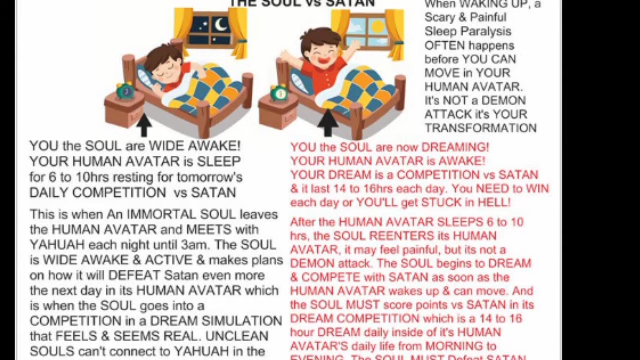 THE SOUL vs SATAN
When WAKING UP, a
Scary & Painful
Sleep Paralysis
OFTEN happens
before YOU CAN
MOVE in YOUR
HUMAN AVATAR.
It's NOT a DEMON
ATTACK it's YOUR
TRANSFORMATION
YOU the SOUL are WIDE AWAKE!
YOUR HUMAN AVATAR is SLEEP
for 6 to 10hrs resting for tomorrow's
DAILY COMPETITION vs SATAN
This is when An IMMORTAL SOUL leaves
the HUMAN AVATAR and MEETS with
YAHUAH each night until 3am. The SOUL
is WIDE AWAKE & ACTIVE & makes plans
on how it will DEFEAT Satan even more
the next day in its HUMAN AVATAR which
is when the SOUL goes into a
COMPETITION in a DREAM SIMULATION
that FEELS & SEEMS REAL. UNCLEAN
SOULS can't connect to YAHUAH in the
YOU the SOUL are now DREAMING!
YOUR HUMAN AVATAR is AWAKE!
YOUR DREAM is a COMPETITION vs SATAN
& it last 14 to 16hrs each day. You NEED to WIN
each day or YOU'LL get STUCK in HELL!
After the HUMAN AVATAR SLEEPS 6 to 10
hrs, the SOUL REENTERS its HUMAN
AVATAR, it may feel painful, but its not a
DEMON attack. The SOUL begins to DREAM
& COMPETE with SATAN as soon as the
HUMAN AVATAR wakes up & can move. And
the SOUL MUST score points vs SATAN in its
DREAM COMPETITION which is a 14 to 16
hour DREAM daily inside of it's HUMAN
AVATAR'S daily life from MORNING to
EVENING. The SOUL MUST Defeat SATAN